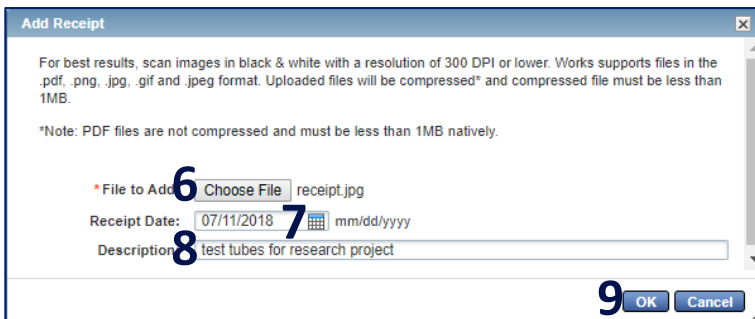 Add Receipt
For best results, scan images in black & white with a resolution of 300 DPI or lower. Works supports files in the
.pdf, .png, .jpg, .gif and .jpeg format. Uploaded files will be compressed* and compressed file must be less than
1MB.
*Note: PDF files are not compressed and must be less than 1MB natively.
*File to Add: 6 Choose File receipt.jpg
Receipt Date: 07/11/2018 7 mm/dd/yyyy
Description: 8 test tubes for research project
9 OK Cancel